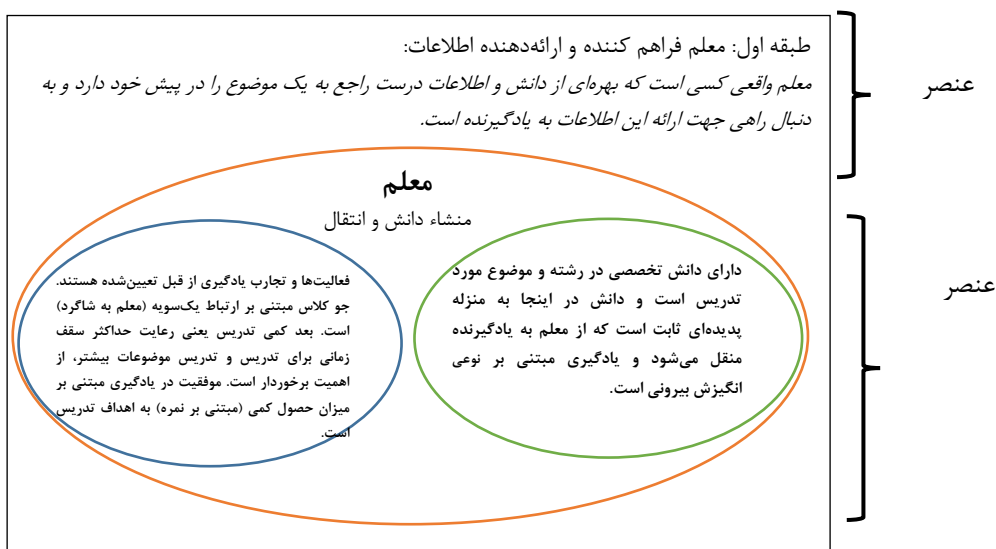 طبقه اول: معلم فراهم کننده و ارائه‌دهنده اطلاعات:
معلم واقعی کسی است که بهره‌ای از دانش و اطلاعات درست راجع به یک موضوع را در پیش خود دارد و به
دنبال راهی جهت ارائه این اطلاعات به یادگیرنده است.
عنصر
معلم
منشاء دانش و انتقال
دارای دانش تخصصی در رشته و موضوع مورد
تدریس است و دانش در اینجا به منزله
پدیده‌ای ثابت است که از معلم به یادگیرنده
منقل می‌شود و یادگیری مبتنی بر نوعی
انگیزش بیرونی است.
فعالیت‌ها و تجارب یادگیری از قبل تعیین‌شده هستند.
جو کلاس مبتنی بر ارتباط یک‌سویه (معلم به شاگرد)
است. بعد کمی تدریس یعنی رعایت حداکثر سقف
زمانی برای تدریس و تدریس موضوعات بیشتر، از
اهمیت برخوردار است. موفقیت در یادگیری مبتنی بر
میزان حصول کمی (مبتنی بر نمره) به اهداف تدریس
است.
عنصر